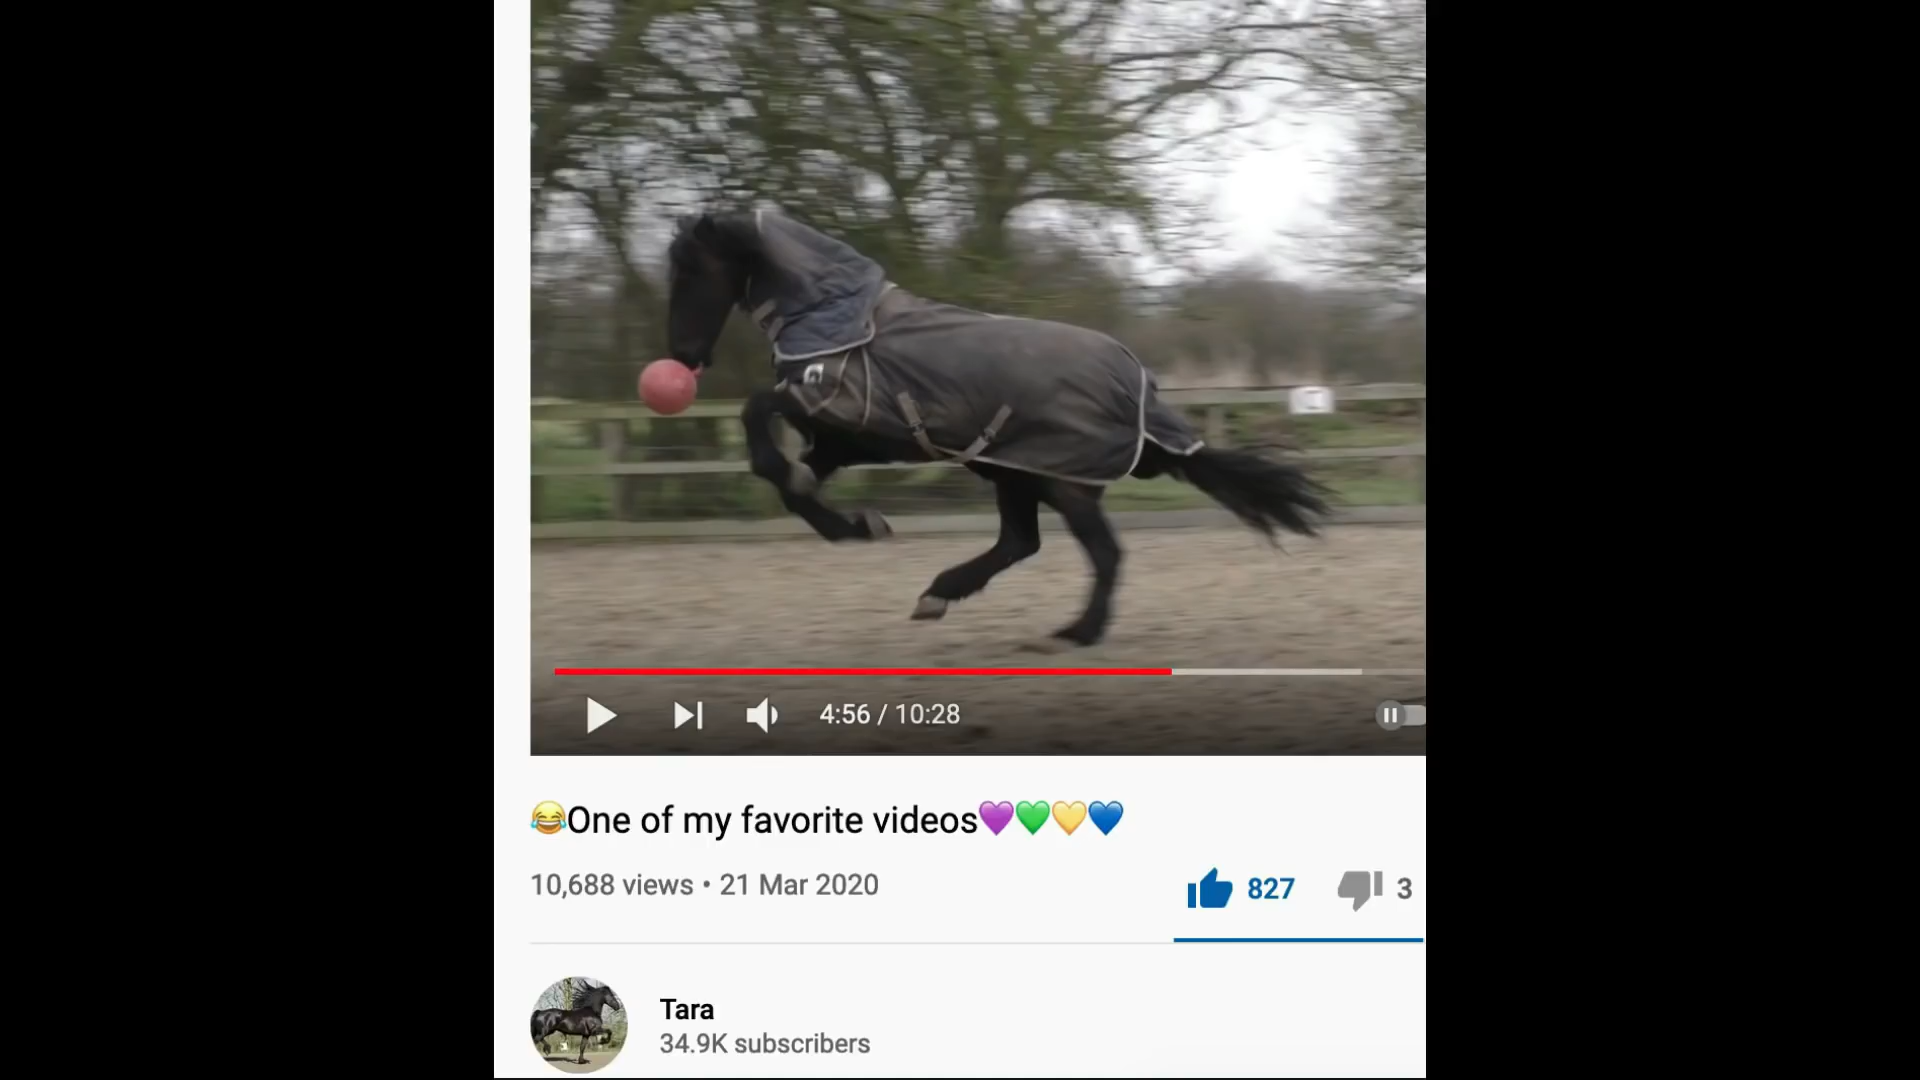 4:56 / 10:28
😂One of my favorite videos💜💚💛💙
10,688 views • 21 Mar 2020
827
3
Tara
34.9K subscribers